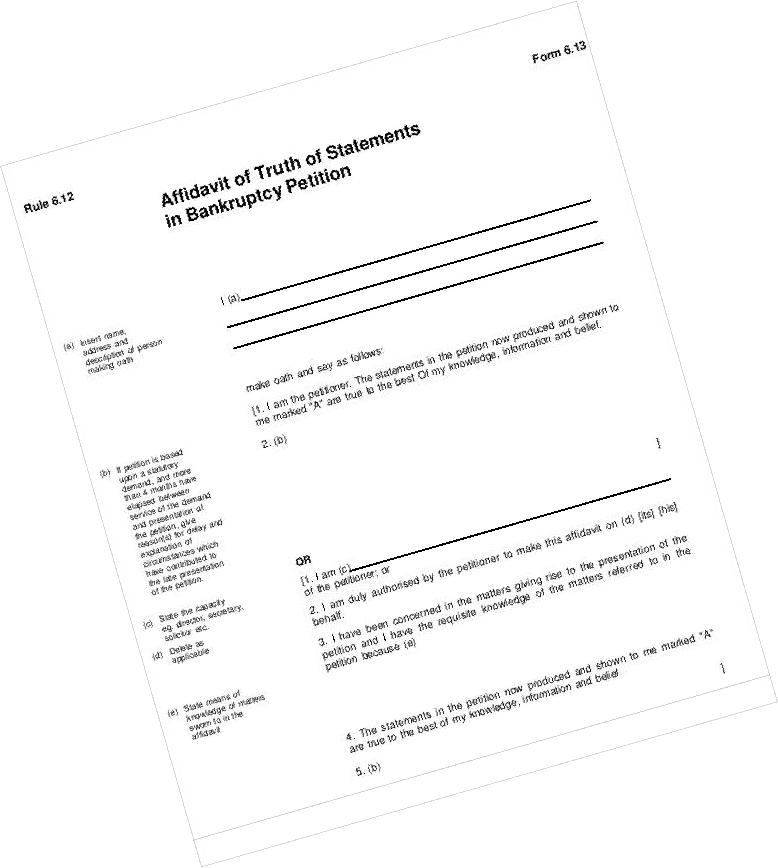 Form 6.13
Rule 6.12
Affidavit of Truth of Statements
in Bankruptcy Petition
I (a)
(a) Insert name,
address and
description of person
making oath
make oath and say as follows:
[1. I am the petitioner. The statements in the petition now produced and shown to
me marked "A" are true to the best Of my knowledge, information and belief.
2. (b)
]
(b) If petition is based
upon a statutory
demand, and more
than 4 months have
elapsed between
service of the demand
and presentation of
the petition, give
reason(s) for delay and
explanation of
circumstances which
have contributed to
the late presentation
of the petition.
OR
[1. I am (c)
of the petitioner; or
2. I am duly authorised by the petitioner to make this affidavit on (d) [its] [his]
behalf.
3. I have been concerned in the matters giving rise to the presentation of the
petition and I have the requisite knowledge of the matters referred to in the
petition because (e)
(c) State the capacity
eg. director, secretary,
solicitor etc.
(d) Delete as
applicable
(e) State means of
knowledge of matters
sworn to in the
affidavit
4. The statements in the petition now produced and shown to me marked "A"
are true to the best of my knowledge, information and belief
]
5. (b)